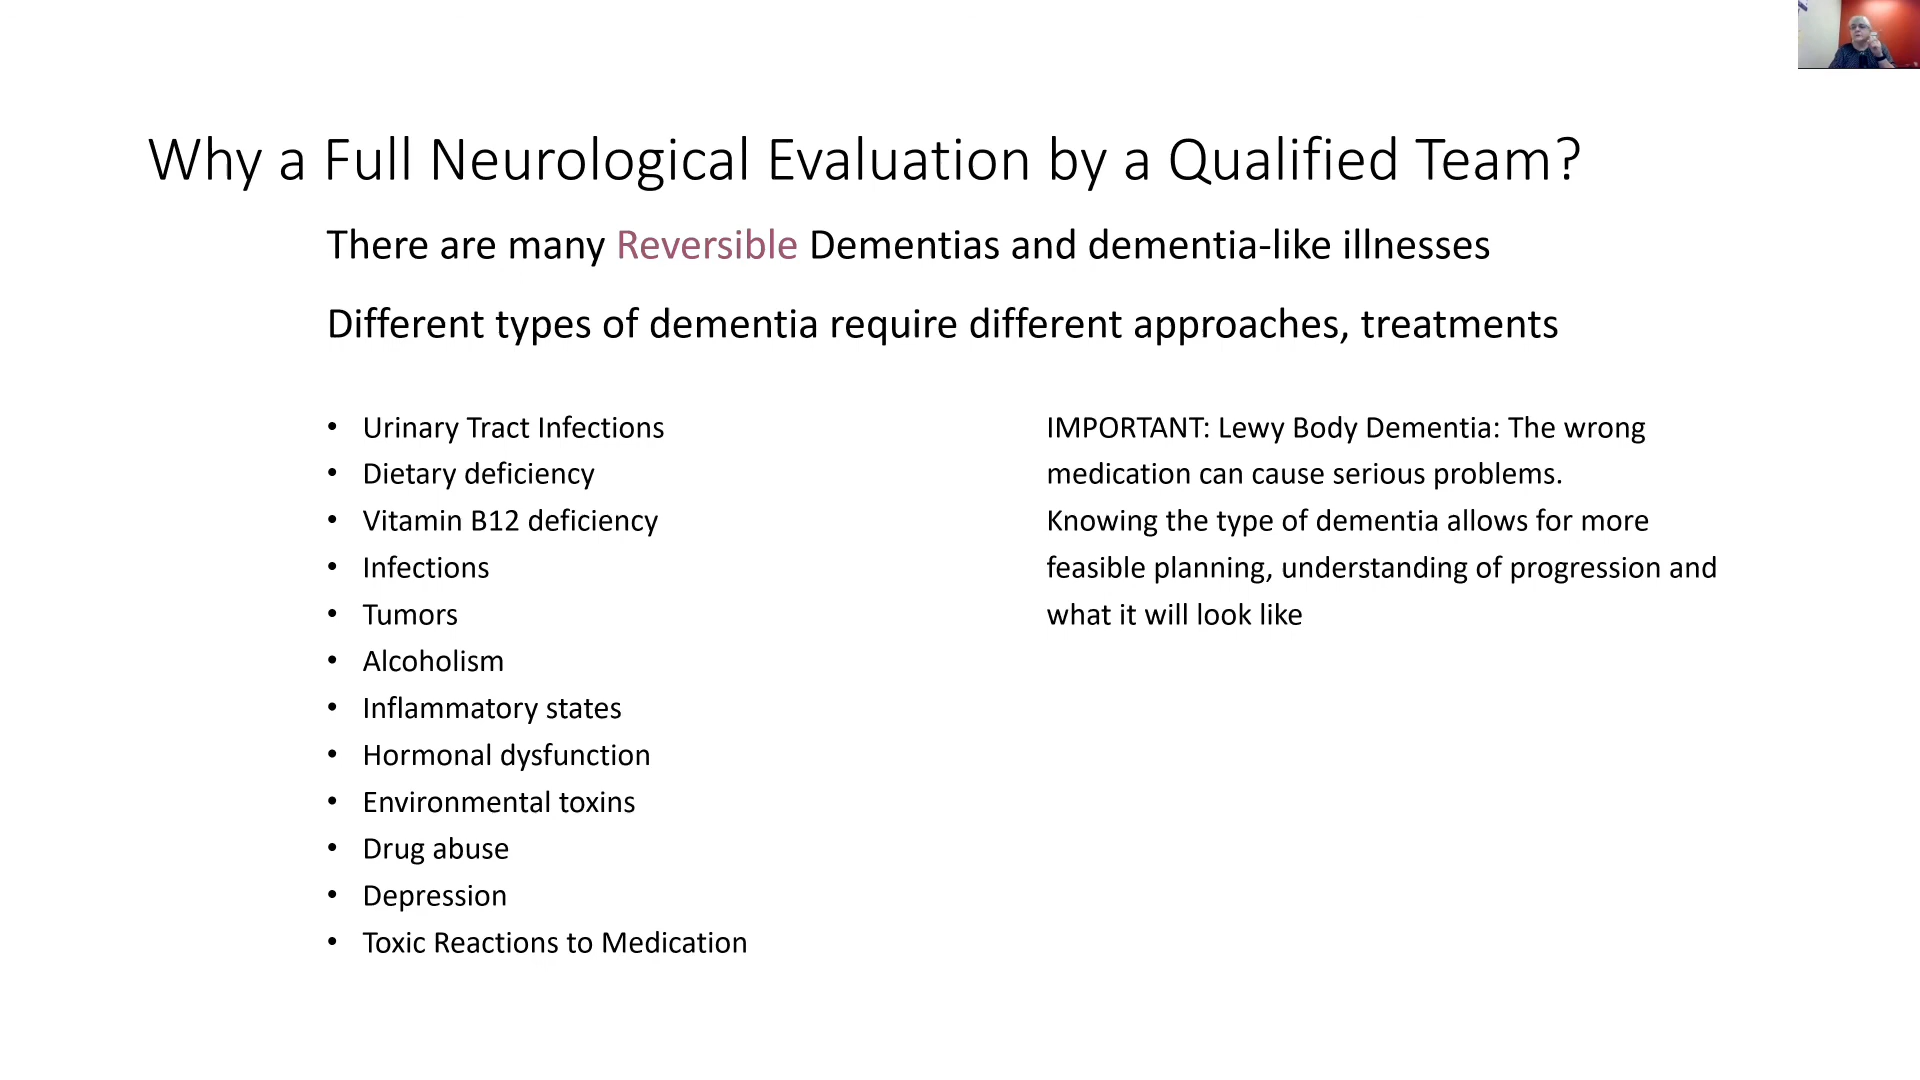 Why a Full Neurological Evaluation by a Qualified Team?
There are many Reversible Dementias and dementia-like illnesses
Different types of dementia require different approaches, treatments
• Urinary Tract Infections
• Dietary deficiency
• Vitamin B12 deficiency
• Infections
• Tumors
• Alcoholism
• Inflammatory states
• Hormonal dysfunction
• Environmental toxins
• Drug abuse
• Depression
• Toxic Reactions to Medication
IMPORTANT: Lewy Body Dementia: The wrong
medication can cause serious problems.
Knowing the type of dementia allows for more
feasible planning, understanding of progression and
what it will look like